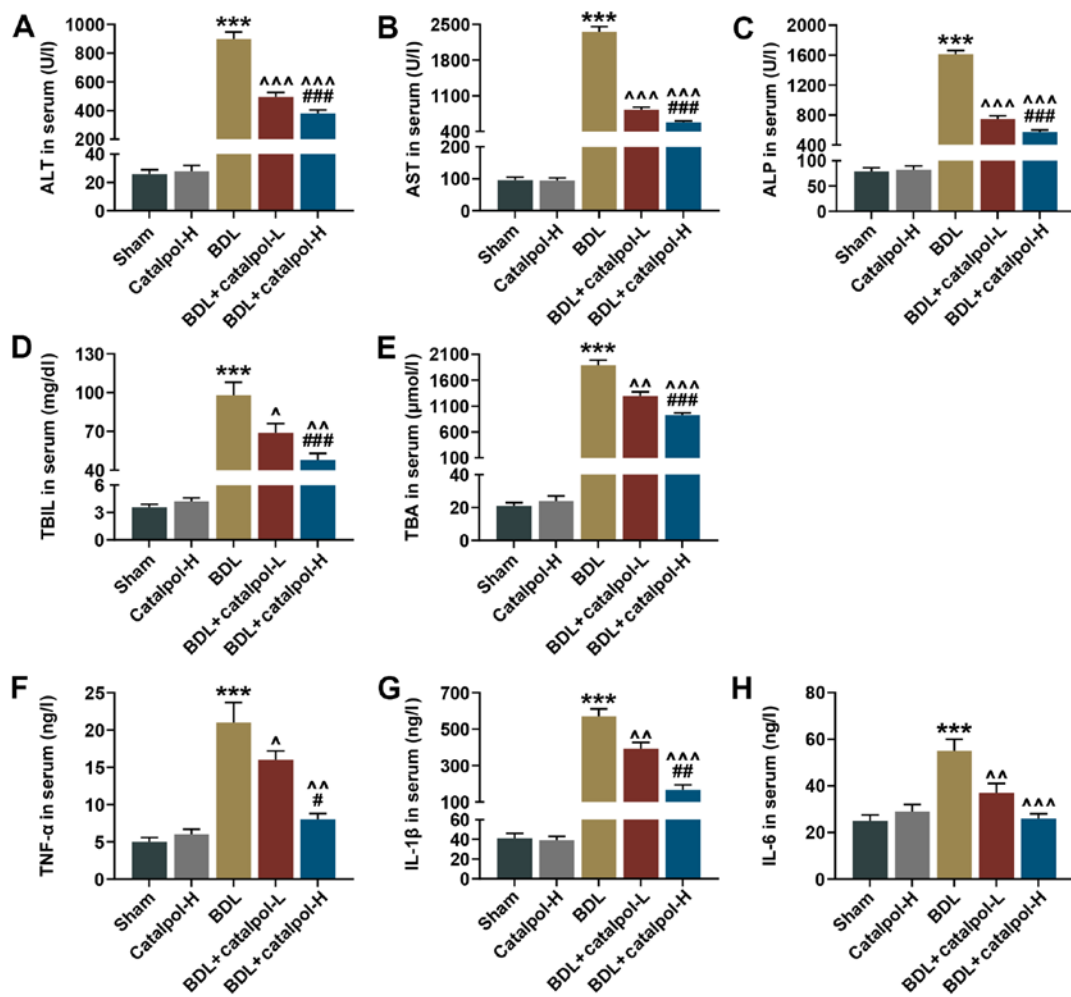 A
ALT in serum (U/l)
1000
800
600
400
200
40
20
0
***
^^^
^^^
###
Sham
Catalpol-H
BDL
BDL+catalpol-L
BDL+catalpol-H
B
AST in serum (U/l)
2500
1800
1100
400
200
100
0
***
^^^
^^^
###
Sham
Catalpol-H
BDL
BDL+catalpol-L
BDL+catalpol-H
C
ALP in serum (U/l)
2000
1600
1200
800
400
100
50
0
***
^^^
^^^
###
Sham
Catalpol-H
BDL
BDL+catalpol-L
BDL+catalpol-H
D
TBIL in serum (mg/dl)
130
100
70
40
6
3
0
***
^
^^
###
Sham
Catalpol-H
BDL
BDL+catalpol-L
BDL+catalpol-H
E
TBA in serum (μmol/l)
2100
1600
1100
600
100
40
20
0
***
^^
^^^
###
Sham
Catalpol-H
BDL
BDL+catalpol-L
BDL+catalpol-H
F
TNF-α in serum (ng/l)
25
20
15
10
5
0
***
^
^^
#
Sham
Catalpol-H
BDL
BDL+catalpol-L
BDL+catalpol-H
G
IL-1β in serum (ng/l)
700
500
300
100
60
40
20
0
***
^^
^^^
##
Sham
Catalpol-H
BDL
BDL+catalpol-L
BDL+catalpol-H
H
IL-6 in serum (ng/l)
80
60
40
20
0
***
^^
^^^
Sham
Catalpol-H
BDL
BDL+catalpol-L
BDL+catalpol-H